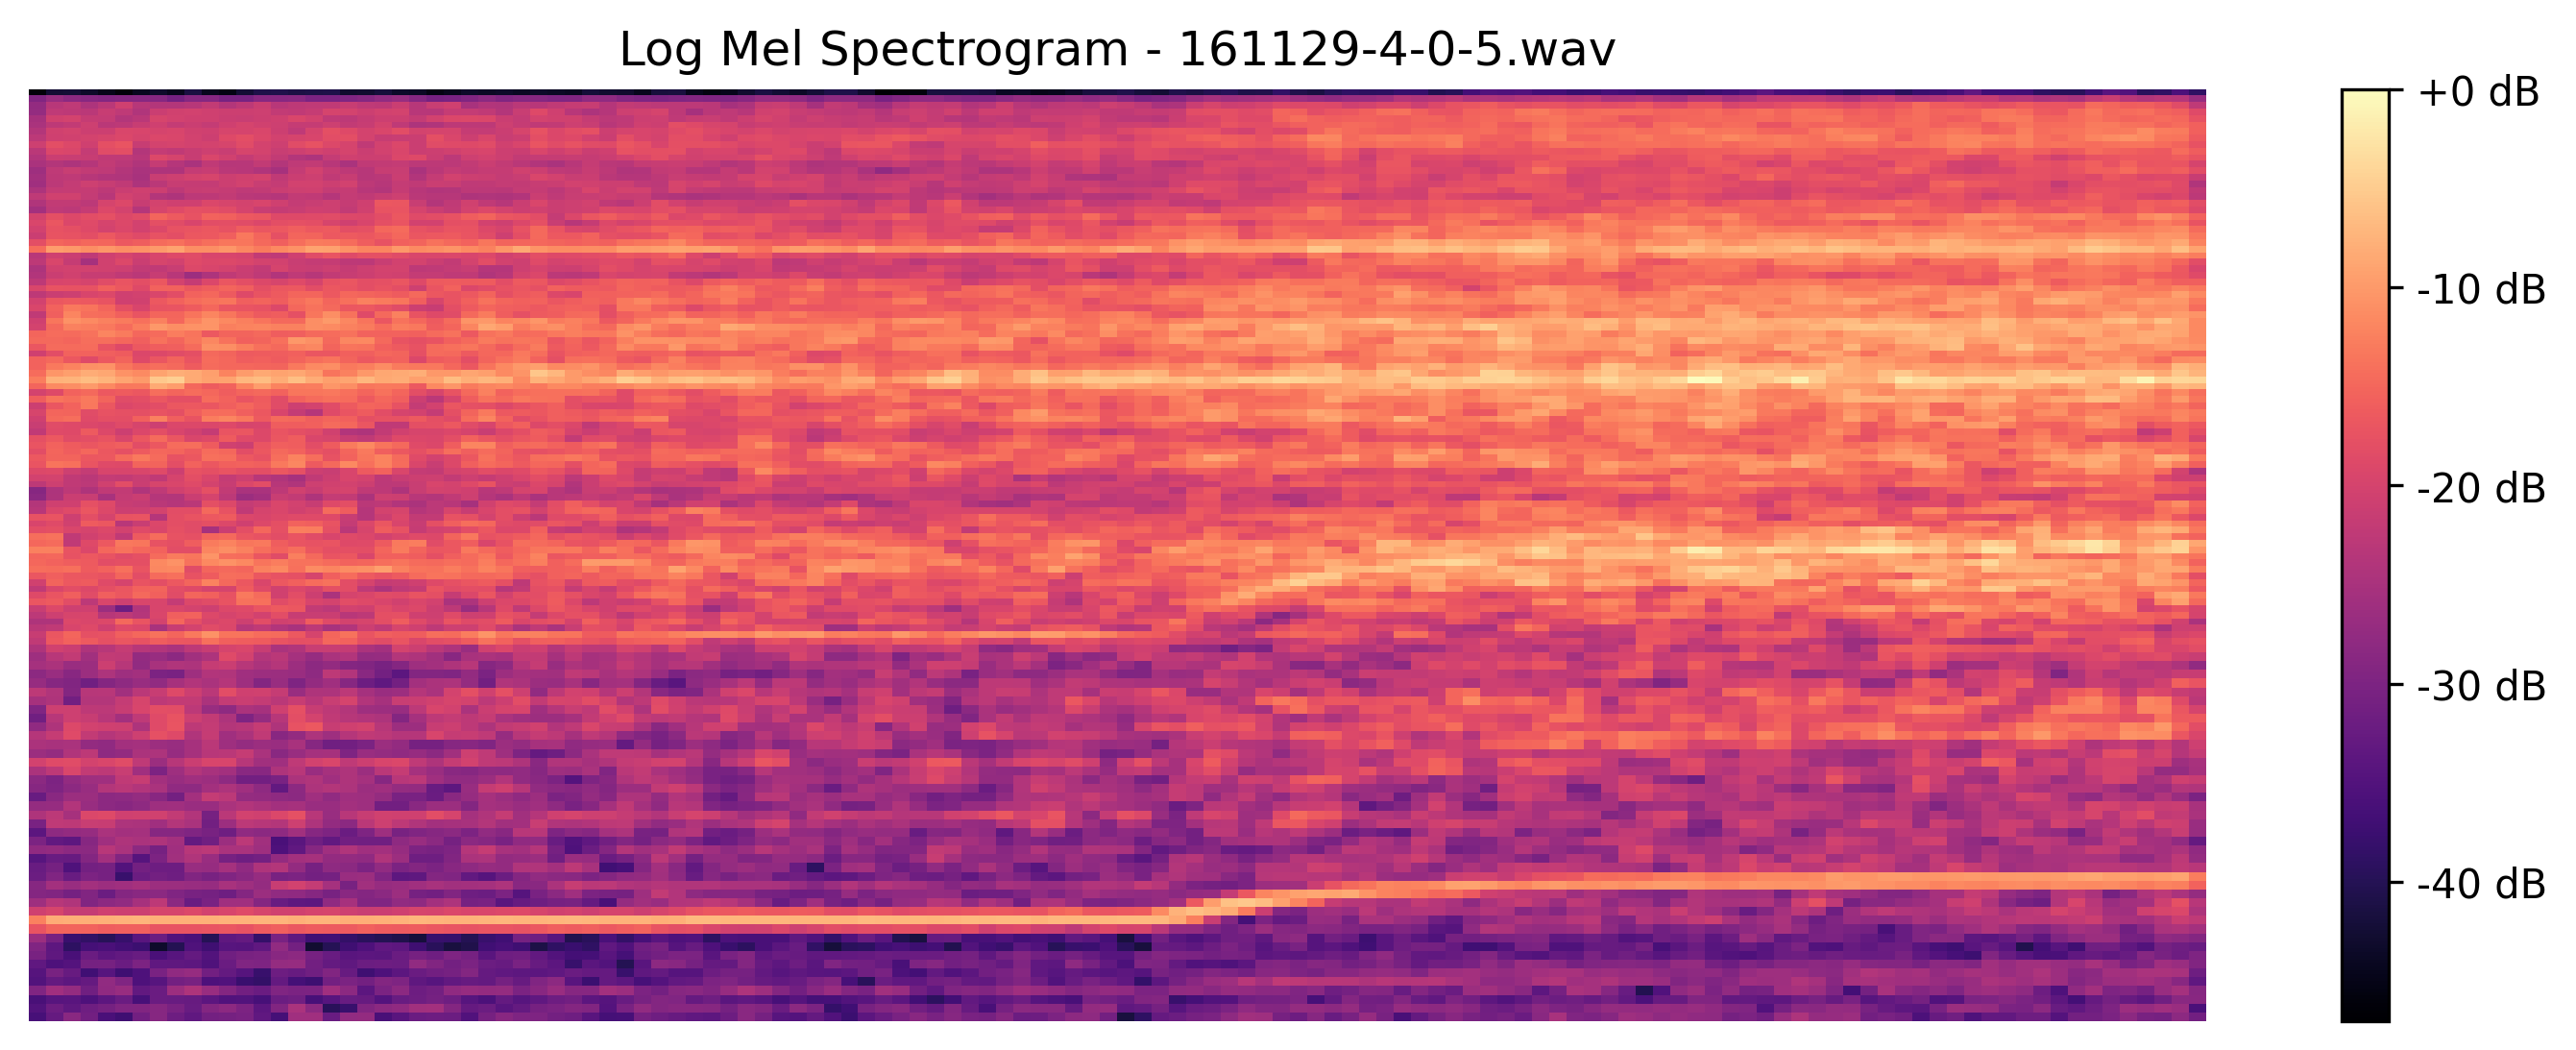 Log Mel Spectrogram - 161129-4-0-5.wav
+0 dB
-10 dB
-20 dB
-30 dB
-40 dB